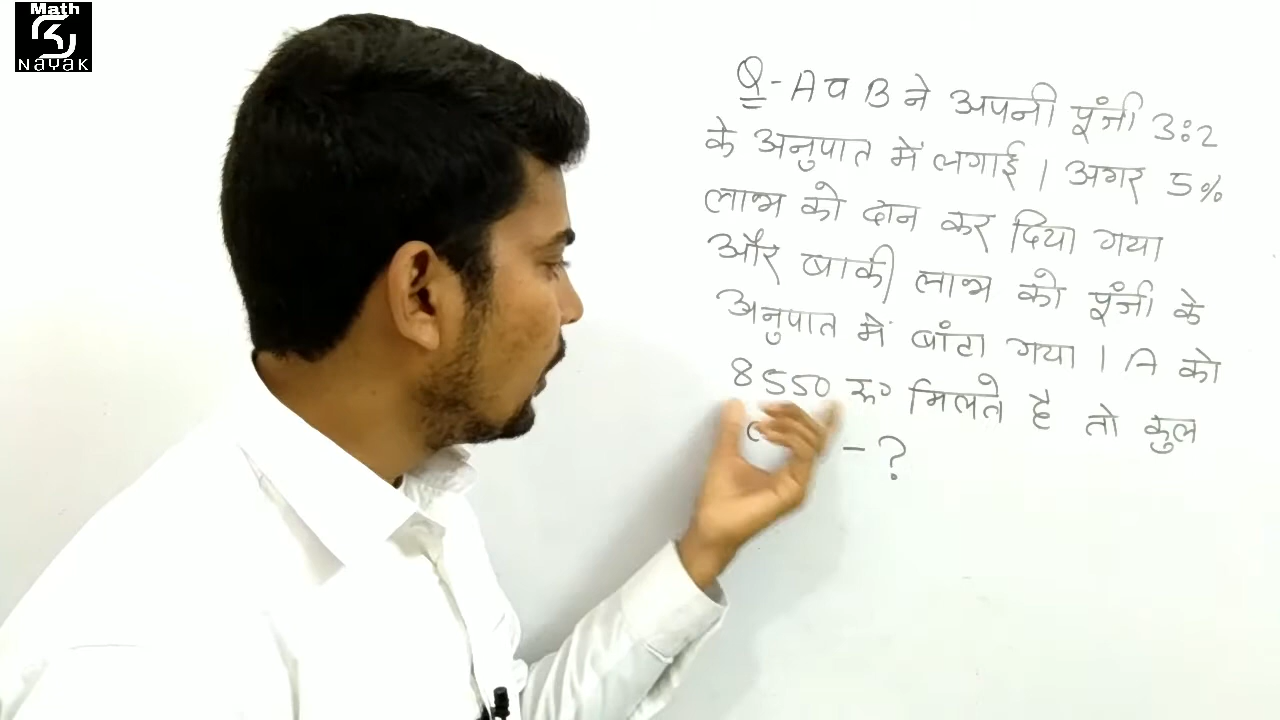 Math
NayaK
Q - A व B ने अपनी पूंजी 3:2
के अनुपात में लगाई। अगर 5%
लाभ को दान कर दिया गया
और बाकी लाभ को पूंजी के
अनुपात में बांटा गया। A को
8550 रु० मिलते है तो कुल
- ?